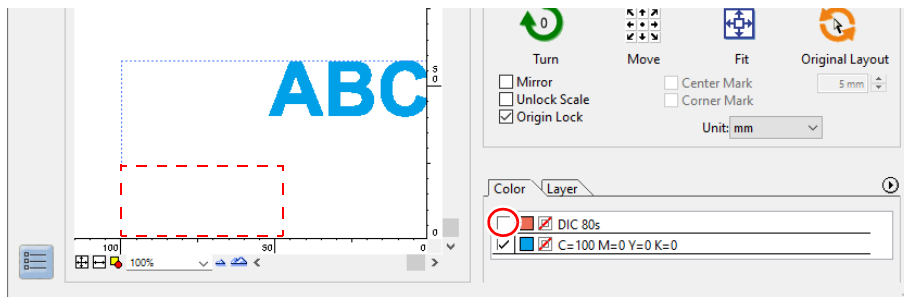 0
Turn
Move
Fit
Original Layout
Mirror
Unlock Scale
Origin Lock
Center Mark
Corner Mark
5 mm
Unit: mm
ABC
50
0
100
50
0
100%
Color
Layer
DIC 80s
C=100 M=0 Y=0 K=0